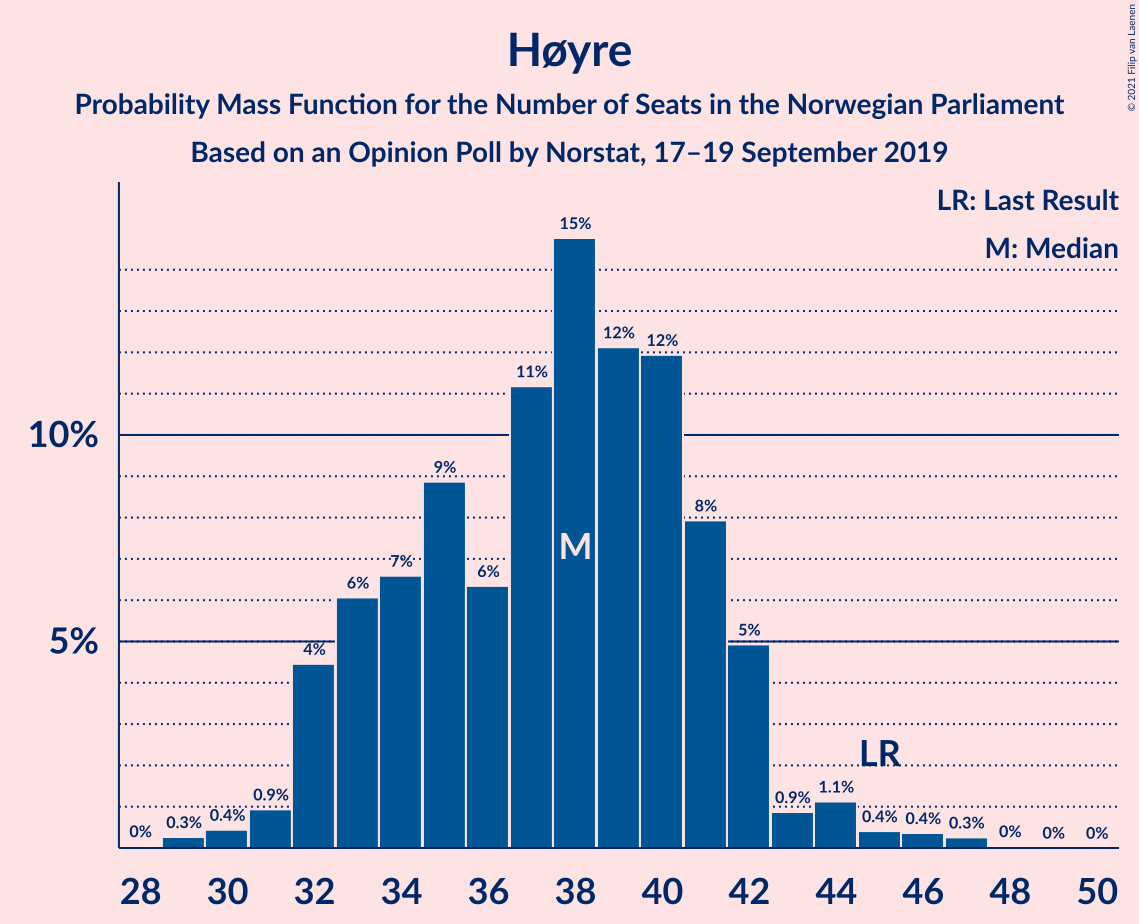 Høyre
Probability Mass Function for the Number of Seats in the Norwegian Parliament
Based on an Opinion Poll by Norstat, 17–19 September 2019
© 2021 Filip van Laenen
LR: Last Result
M: Median
10%
5%
0%
0.3%
0.4%
0.9%
4%
6%
7%
9%
6%
11%
15%
12%
12%
8%
5%
0.9%
1.1%
0.4%
0.4%
0.3%
0%
0%
0%
M
LR
28 30 32 34 36 38 40 42 44 46 48 50